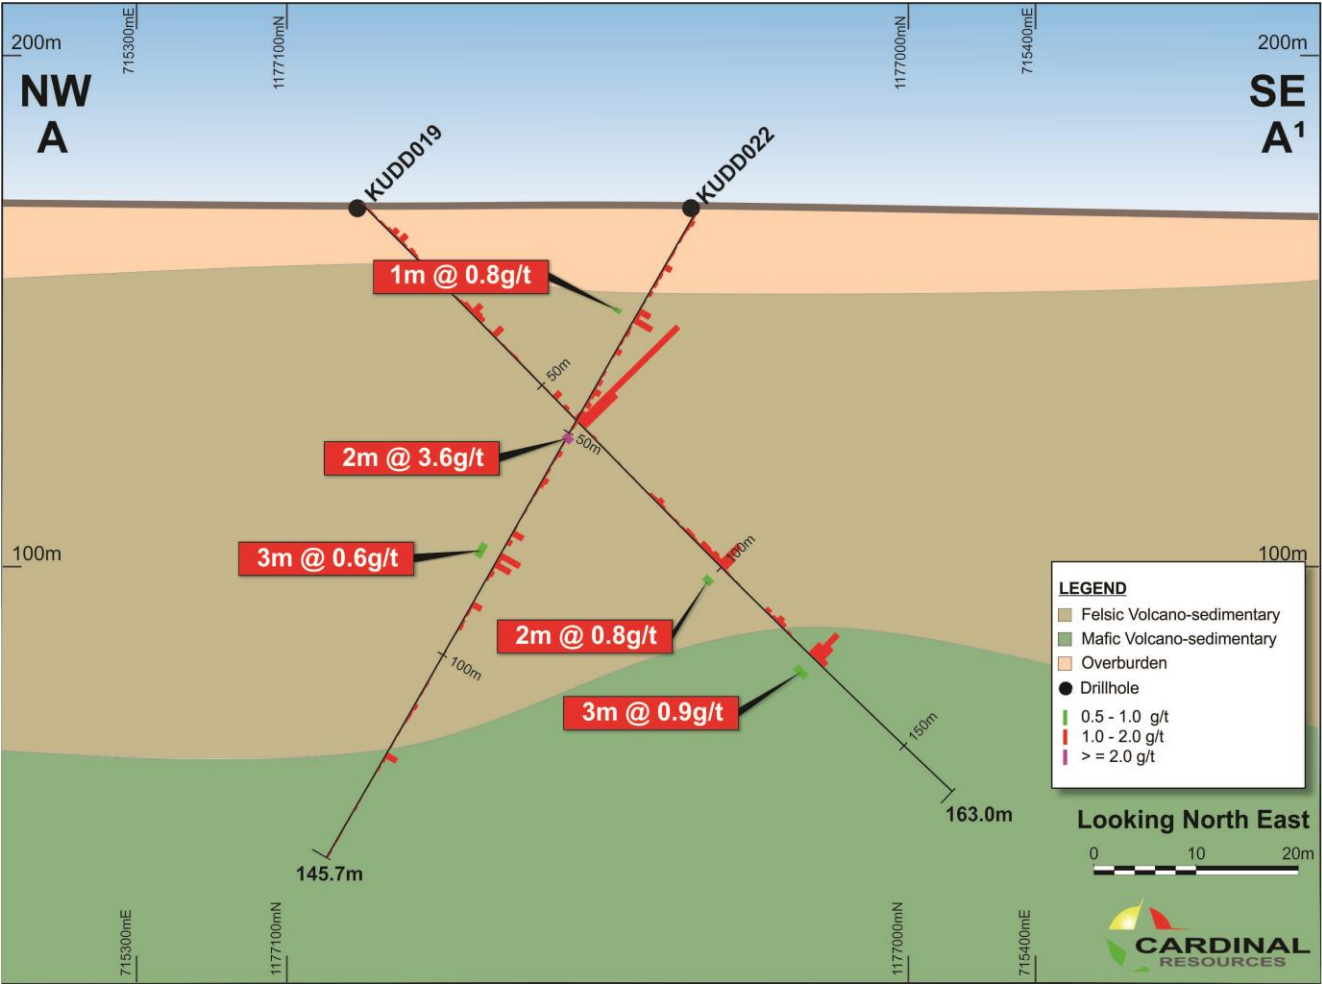 715300mE
1177100mN
1177000mN
715400mE
200m
200m
NW
A
SE
A¹
KUDD019
KUDD022
1m @ 0.8g/t
50m
2m @ 3.6g/t
50m
3m @ 0.6g/t
100m
100m
100m
2m @ 0.8g/t
100m
3m @ 0.9g/t
150m
163.0m
145.7m
LEGEND
Felsic Volcano-sedimentary
Mafic Volcano-sedimentary
Overburden
Drillhole
0.5 - 1.0 g/t
1.0 - 2.0 g/t
> = 2.0 g/t
Looking North East
0 10 20m
715300mE
1177100mN
1177000mN
715400mE
CARDINAL
RESOURCES